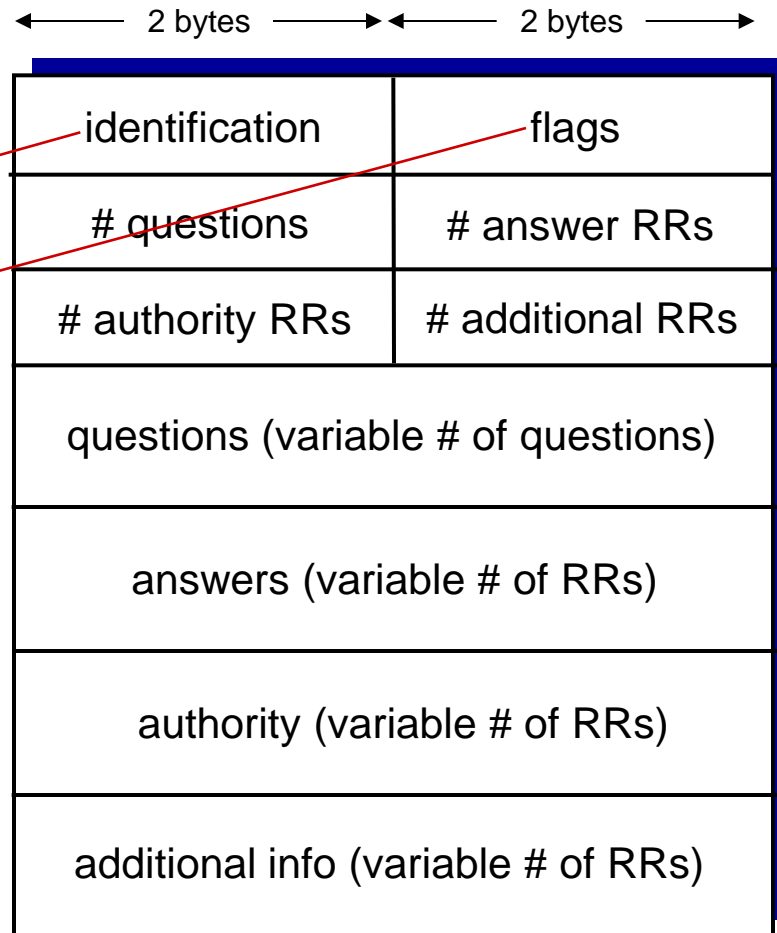 2 bytes 2 bytes
identification flags
# questions # answer RRs
# authority RRs # additional RRs
questions (variable # of questions)
answers (variable # of RRs)
authority (variable # of RRs)
additional info (variable # of RRs)